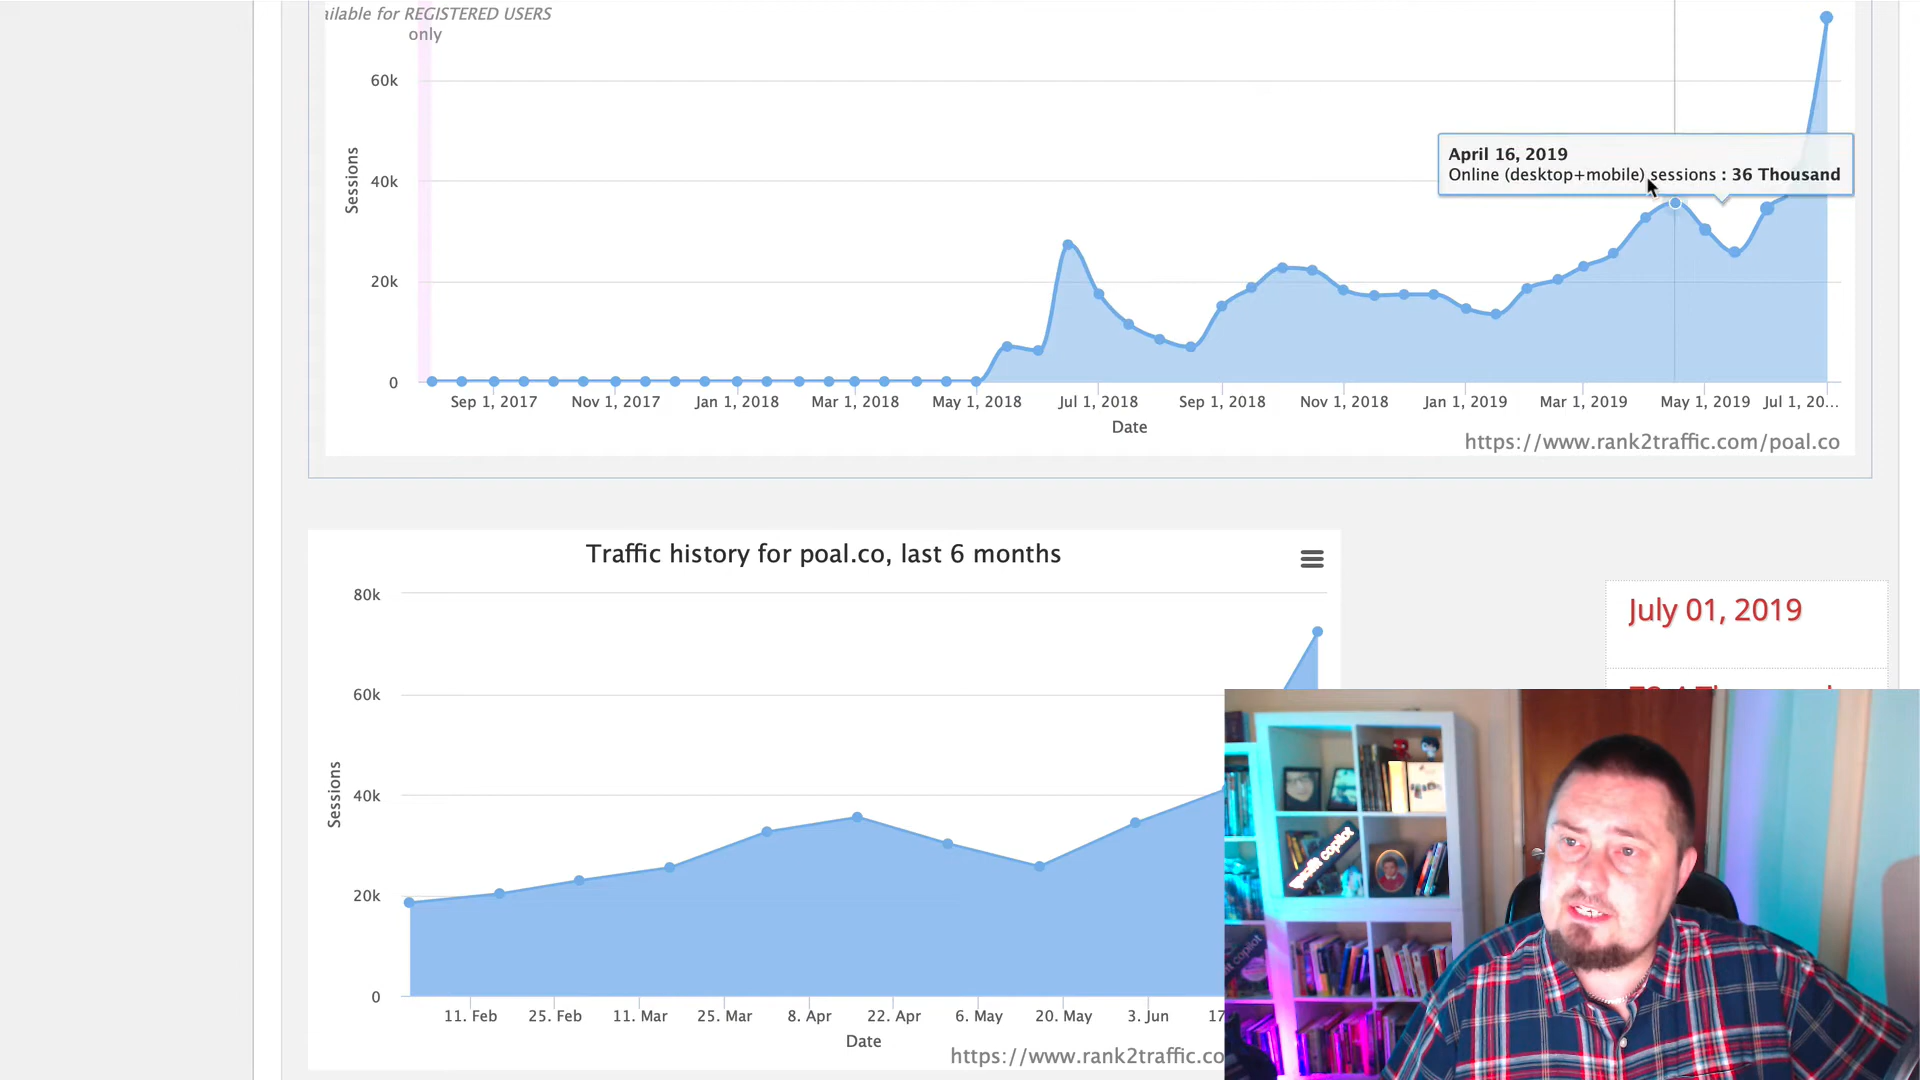 ailable for REGISTERED USERS
only
60k
40k
20k
0
Sessions
April 16, 2019
Online (desktop+mobile) sessions : 36 Thousand
Sep 1, 2017 Nov 1, 2017 Jan 1, 2018 Mar 1, 2018 May 1, 2018 Jul 1, 2018 Sep 1, 2018 Nov 1, 2018 Jan 1, 2019 Mar 1, 2019 May 1, 2019 Jul 1, 20...
Date
https://www.rank2traffic.com/poal.co
Traffic history for poal.co, last 6 months
80k
60k
40k
20k
0
Sessions
11. Feb 25. Feb 11. Mar 25. Mar 8. Apr 22. Apr 6. May 20. May 3. Jun 17
Date
https://www.rank2traffic.co
July 01, 2019
copilot